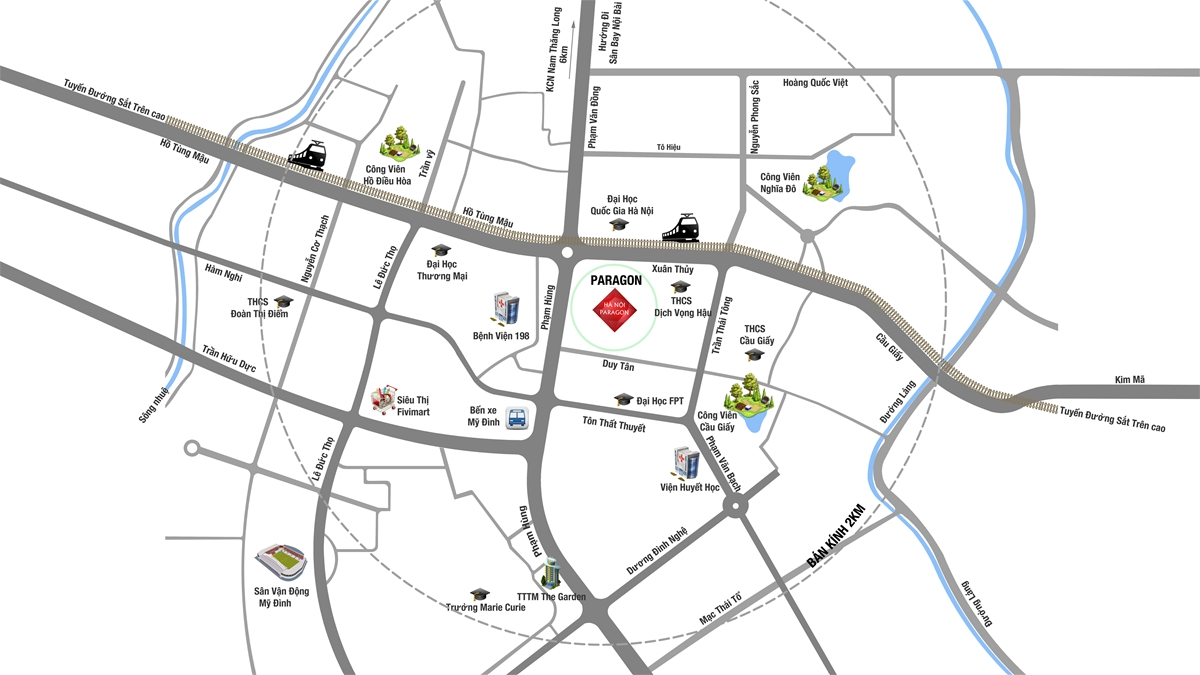 KCN Nam Thăng Long
6km
Hướng Đi
Sân Bay Nội Bài
Tuyến Đường Sắt Trên cao
Hồ Tùng Mậu
Công Viên
Hồ Điều Hòa
Trần vỹ
Phạm Văn Đồng
Hoàng Quốc Việt
Nguyễn Phong Sắc
Tô Hiệu
Công Viên
Nghĩa Đô
Hồ Tùng Mậu
Đại Học
Quốc Gia Hà Nội
Nguyễn Cơ Thạch
Lê Đức Thọ
Đại Học
Thương Mại
Hàm Nghi
THCS
Đoàn Thị Điểm
Bệnh Viện 198
Phạm Hùng
PARAGON
HÀ NỘI
PARAGON
Xuân Thủy
THCS
Dịch Vọng Hậu
Trần Thái Tông
THCS
Cầu Giấy
Cầu Giấy
Trần Hữu Dực
Duy Tân
Kim Mã
Sông nhuệ
Siêu Thị
Fivimart
Bến xe
Mỹ Đình
Đại Học FPT
Tôn Thất Thuyết
Công Viên
Cầu Giấy
Đường Láng
Tuyến Đường Sắt Trên cao
Lê Đức Thọ
Viện Huyết Học
Phạm Văn Bạch
Phạm Hùng
Dương Đình Nghệ
BÁN KÍNH 2KM
Sân Vận Động
Mỹ Đình
TTTM The Garden
Trường Marie Curie
Mạc Thái Tổ
Đường Láng